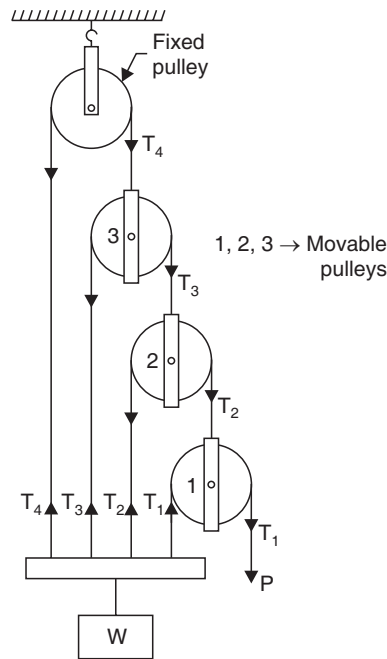 Fixed
pulley
T₄
3
1, 2, 3 → Movable
pulleys
T₃
2
T₂
1
T₄ T₃ T₂ T₁
T₁
P
W